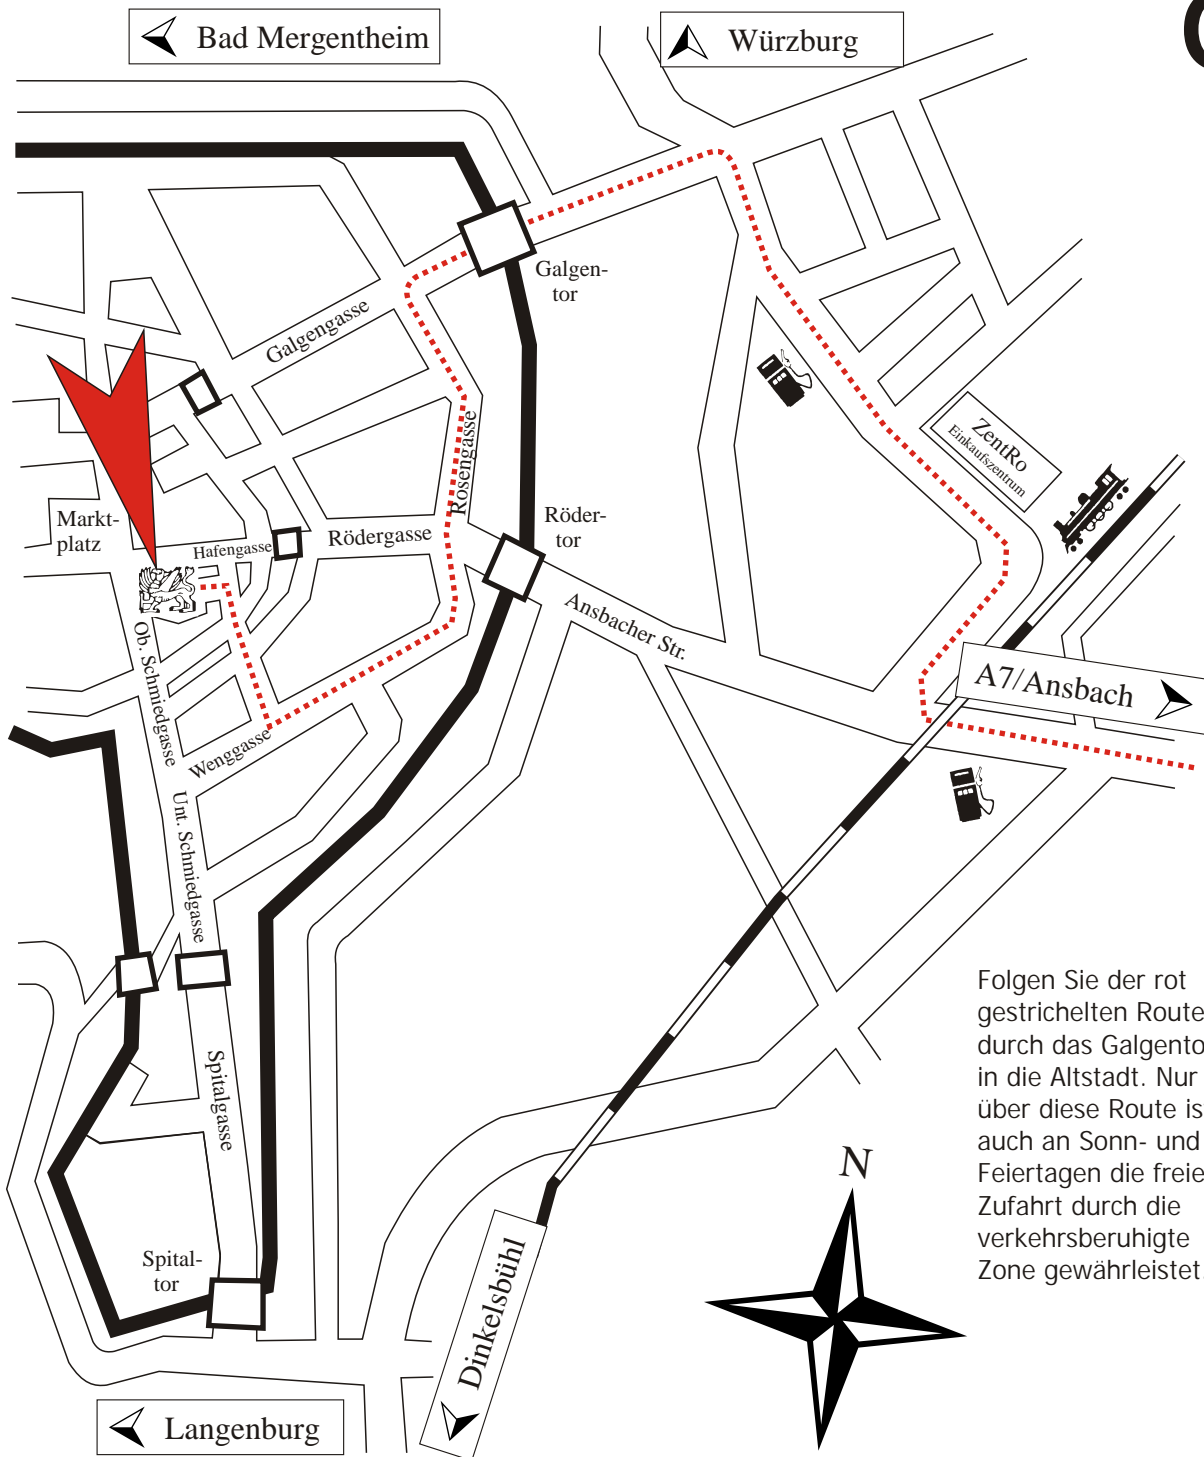 Bad Mergentheim
Würzburg
Galgen-
tor
Galgengasse
ZentRo
Einkaufszentrum
Rosengasse
Markt-
platz
Hafengasse
Rödergasse
Röder-
tor
Ansbacher Str.
Ob. Schmiedgasse
A7/Ansbach
Wenggasse
Unt. Schmiedgasse
Folgen Sie der rot
gestrichelten Route
durch das Galgento
in die Altstadt. Nur
über diese Route is
auch an Sonn- und
Feiertagen die freie
Zufahrt durch die
verkehrsberuhigte
Zone gewährleistet
Spitalgasse
N
Spital-
tor
Dinkelsbühl
Langenburg